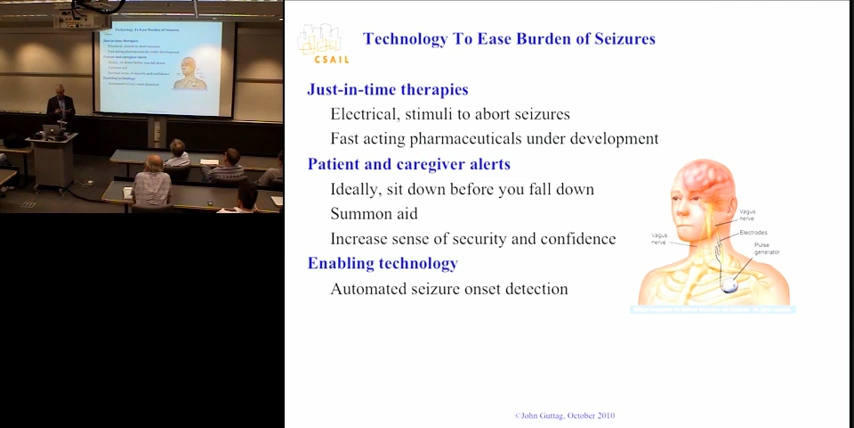 Technology To Ease Burden of Seizures
CSAIL
Just-in-time therapies
Electrical, stimuli to abort seizures
Fast acting pharmaceuticals under development
Patient and caregiver alerts
Ideally, sit down before you fall down
Summon aid
Increase sense of security and confidence
Enabling technology
Automated seizure onset detection
Vagus
nerve
Electrodes
Vagus
nerve
Pulse
generator
©John Guttag, October 2010